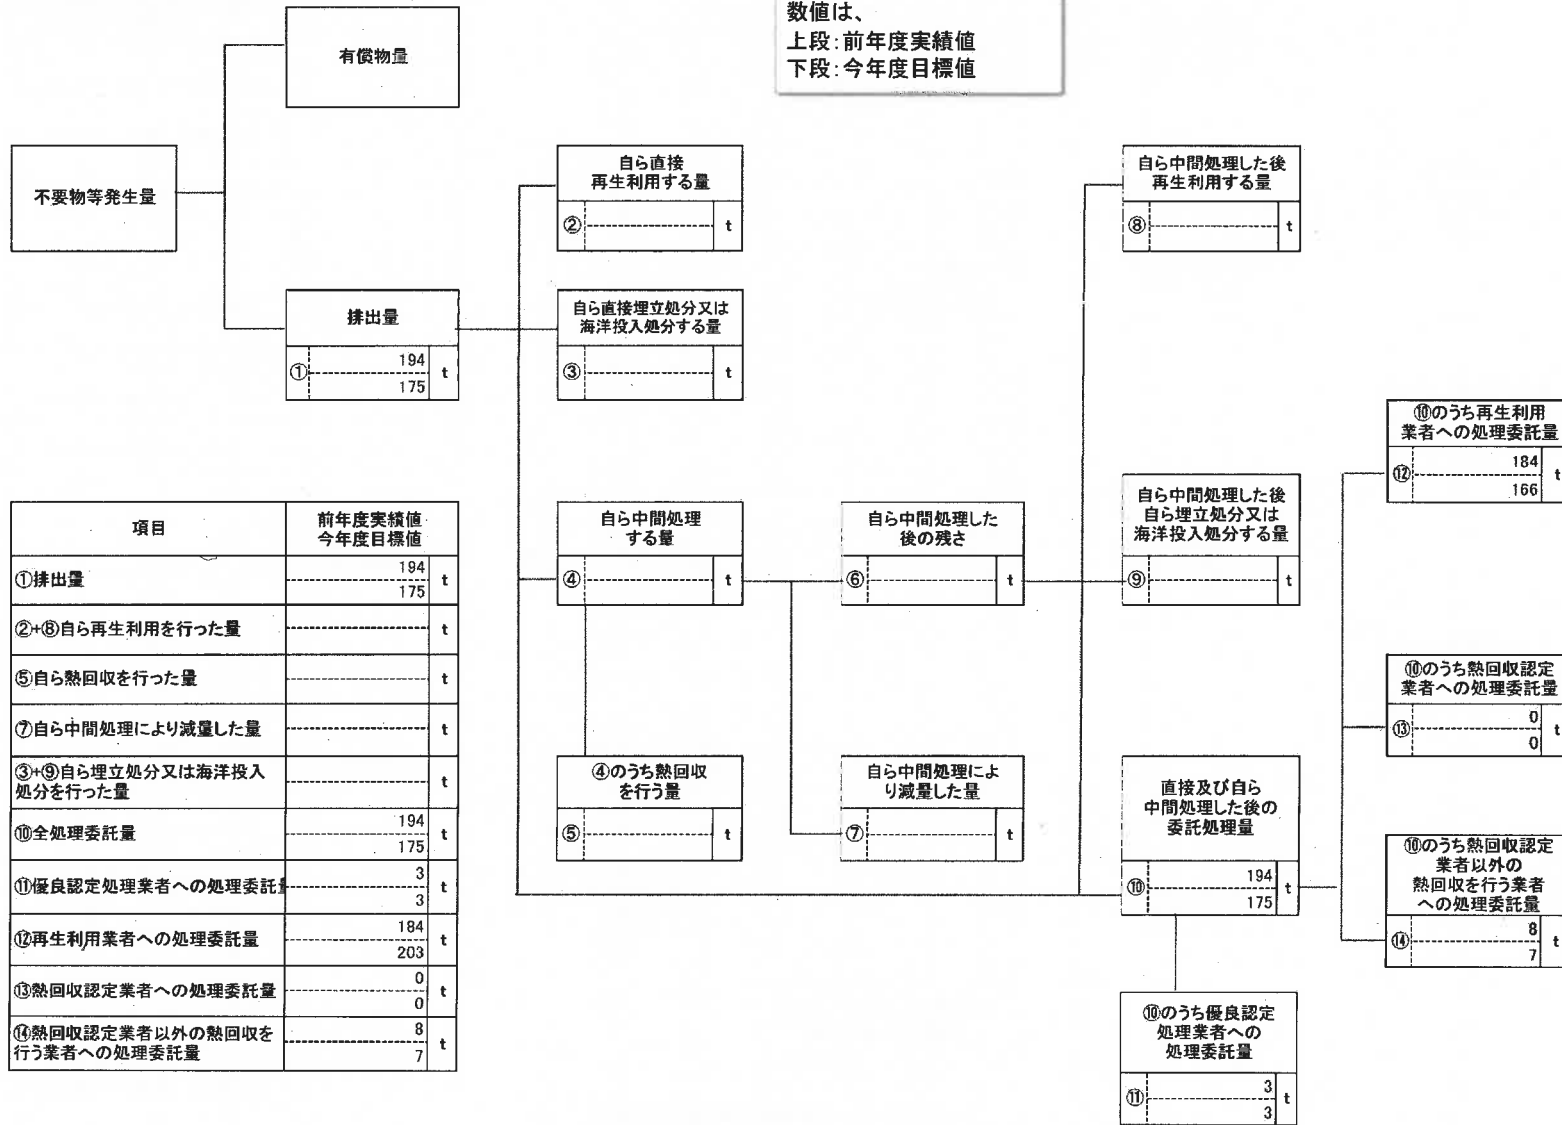 数値は、
上段:前年度実績値
下段:今年度目標値
有償物量
不要物等発生量
排出量
① 194 t
175
自ら直接
再生利用する量
② t
自ら直接埋立処分又は
海洋投入処分する量
③ t
自ら中間処理した後
再生利用する量
⑧ t
自ら中間処理
する量
④ t
自ら中間処理した
後の残さ
⑥ t
自ら中間処理した後
自ら埋立処分又は
海洋投入処分する量
⑨ t
④のうち熱回収
を行う量
⑤ t
自ら中間処理によ
り減量した量
⑦ t
直接及び自ら
中間処理した後の
委託処理量
⑩ 194 t
175
⑩のうち優良認定
処理業者への
処理委託量
⑪ 3 t
3
⑩のうち再生利用
業者への処理委託量
⑫ 184 t
166
⑩のうち熱回収認定
業者への処理委託量
⑬ 0 t
0
⑩のうち熱回収認定
業者以外の
熱回収を行う業者
への処理委託量
⑭ 8 t
7
項目 前年度実績値
今年度目標値
①排出量 194 t
175
②+⑧自ら再生利用を行った量 t
⑤自ら熱回収を行った量 t
⑦自ら中間処理により減量した量 t
③+⑨自ら埋立処分又は海洋投入
処分を行った量 t
⑩全処理委託量 194 t
175
⑪優良認定処理業者への処理委託量 3 t
3
⑫再生利用業者への処理委託量 184 t
203
⑬熱回収認定業者への処理委託量 0 t
0
⑭熱回収認定業者以外の熱回収を
行う業者への処理委託量 8 t
7